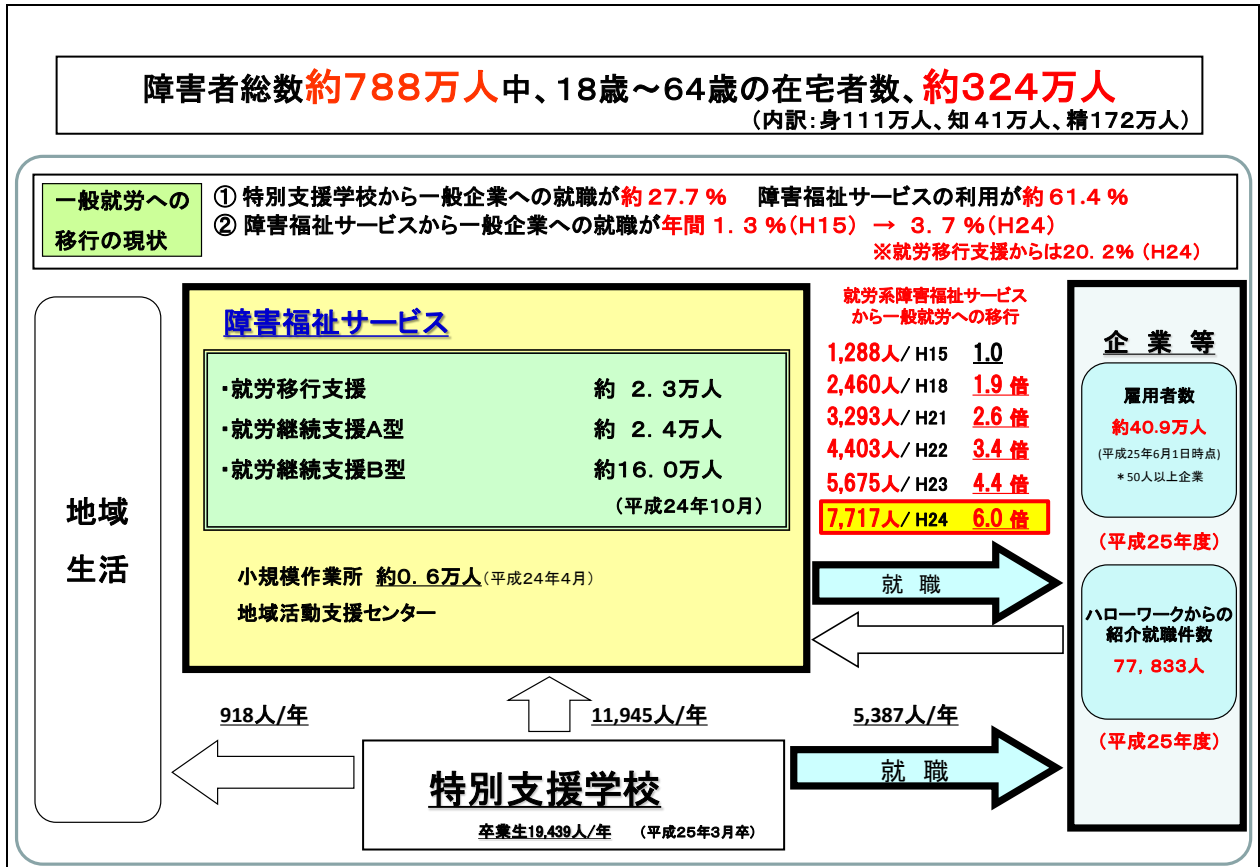 障害者総数約788万人中、18歳～64歳の在宅者数、約324万人
（内訳：身111万人、知 41万人、精172万人）
一般就労への
移行の現状
① 特別支援学校から一般企業への就職が約 27.7 %　障害福祉サービスの利用が約 61.4 %
② 障害福祉サービスから一般企業への就職が年間 1. 3 %（H15） → 3. 7 %（H24）
※就労移行支援からは20. 2% （H24）
地域
生活
障害福祉サービス
・就労移行支援　約 2. 3万人
・就労継続支援A型　約 2. 4万人
・就労継続支援B型　約16. 0万人
（平成24年10月）
小規模作業所 約0. 6万人（平成24年4月）
地域活動支援センター
就労系障害福祉サービス
から一般就労への移行
1,288人/ H15　1.0
2,460人/ H18　1.9 倍
3,293人/ H21　2.6 倍
4,403人/ H22　3.4 倍
5,675人/ H23　4.4 倍
7,717人/ H24　6.0 倍
就 職
企 業 等
雇用者数
約40.9万人
(平成25年6月1日時点)
＊50人以上企業
（平成25年度）
ハローワークからの
紹介就職件数
77, 833人
（平成25年度）
918人/年
11,945人/年
5,387人/年
就 職
特別支援学校
卒業生19,439人/年　（平成25年3月卒）